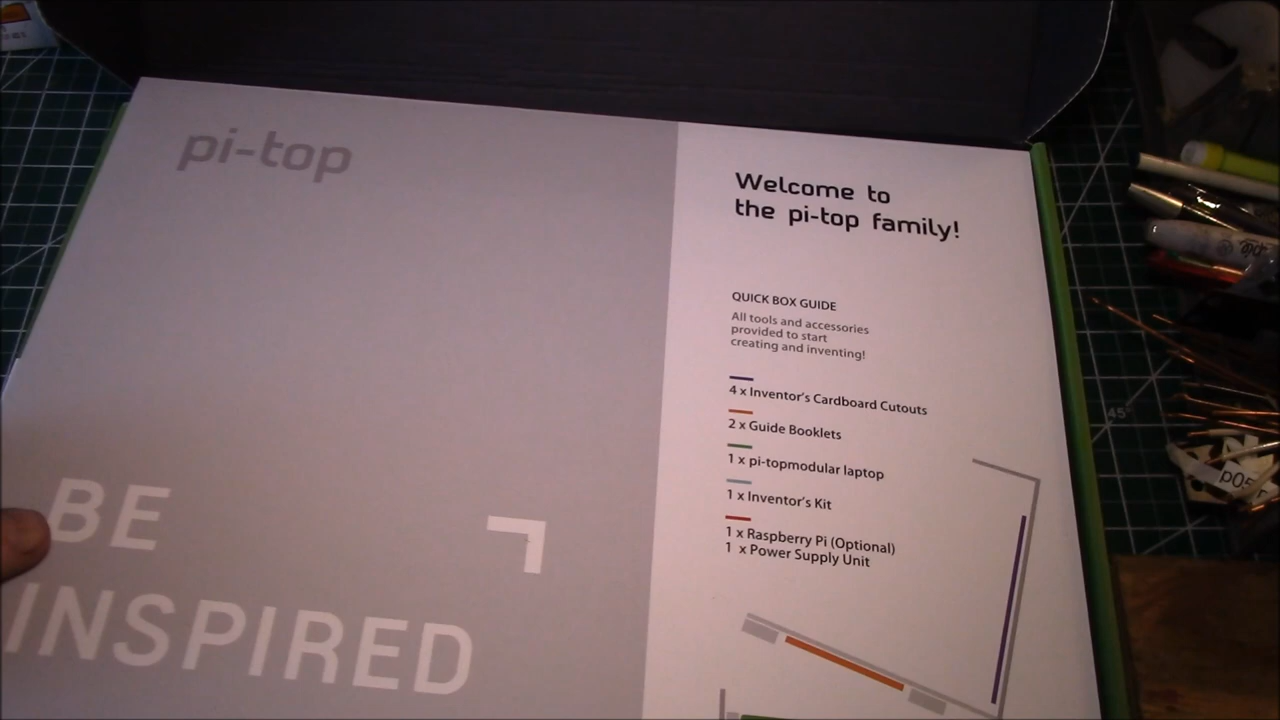 pi-top
BE
INSPIRED
Welcome to
the pi-top family!
QUICK BOX GUIDE
All tools and accessories
provided to start
creating and inventing!
4 x Inventor's Cardboard Cutouts
2 x Guide Booklets
1 x pi-topmodular laptop
1 x Inventor's Kit
1 x Raspberry Pi (Optional)
1 x Power Supply Unit
45°